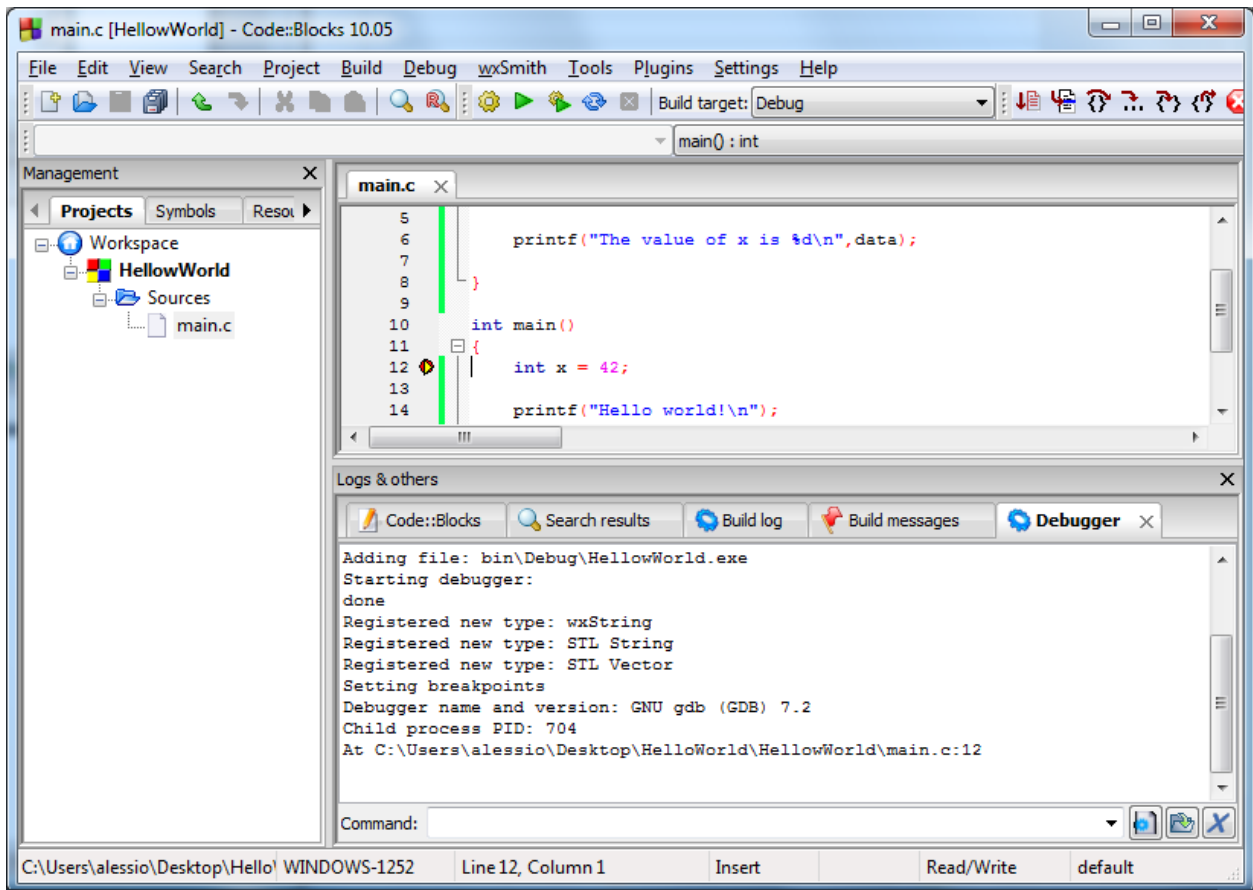 main.c [HellowWorld] - Code::Blocks 10.05
File Edit View Search Project Build Debug wxSmith Tools Plugins Settings Help
Build target: Debug
main() : int
Management
main.c
Projects Symbols
Workspace
HellowWorld
Sources
main.c
5
6 printf("The value of x is %d\n",data);
7
8 }
9
10 int main()
11 {
12 int x = 42;
13
14 printf("Hello world!\n");
Logs & others
Code::Blocks Search results Build log Build messages Debugger
Adding file: bin\Debug\HellowWorld.exe
Starting debugger:
done
Registered new type: wxString
Registered new type: STL String
Registered new type: STL Vector
Setting breakpoints
Debugger name and version: GNU gdb (GDB) 7.2
Child process PID: 704
At C:\Users\alessio\Desktop\HelloWorld\HellowWorld\main.c:12
Command:
C:\Users\alessio\Desktop\Hello WINDOWS-1252 Line 12, Column 1 Insert Read/Write default